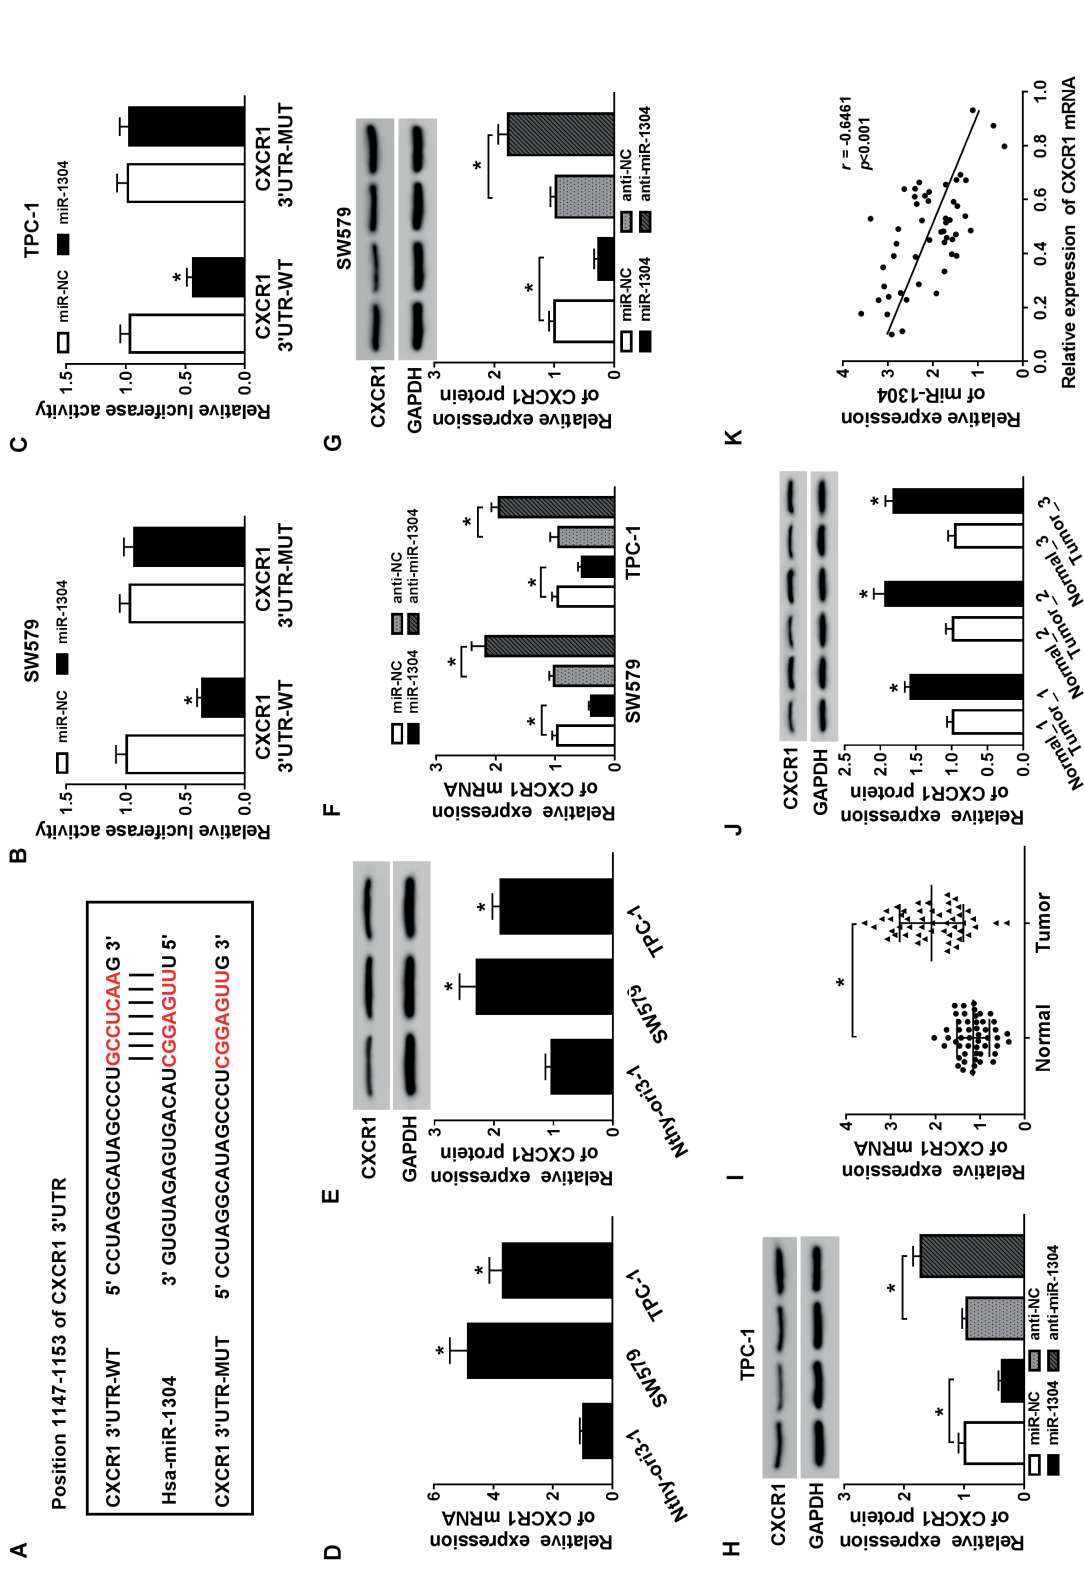 A
Position 1147-1153 of CXCR1 3'UTR
CXCR1 3'UTR-WT 5' CCUAGGCAUAGCCCUGCCUCAAG 3'
Hsa-miR-1304 3' GUGUAGAGUGACAUCGGAGUUU 5'
CXCR1 3'UTR-MUT 5' CCUAGGCAUAGCCCUCGGAGUUG 3'
B
SW579
miR-NC miR-1304
Relative luciferase activity
1.5
1.0
0.5
0.0
*
CXCR1
3'UTR-WT
CXCR1
3'UTR-MUT
C
TPC-1
miR-NC miR-1304
Relative luciferase activity
1.5
1.0
0.5
0.0
*
CXCR1
3'UTR-WT
CXCR1
3'UTR-MUT
D
Relative expression
of CXCR1 mRNA
6
4
2
0
* *
Nthy-ori3-1 SW579 TPC-1
E
CXCR1
GAPDH
Relative expression
of CXCR1 protein
3
2
1
0
* *
Nthy-ori3-1 SW579 TPC-1
F
miR-NC anti-NC
miR-1304 anti-miR-1304
Relative expression
of CXCR1 mRNA
3
2
1
0
* * * *
SW579 TPC-1
G
SW579
CXCR1
GAPDH
Relative expression
of CXCR1 protein
3
2
1
0
* *
miR-NC anti-NC
miR-1304 anti-miR-1304
H
TPC-1
CXCR1
GAPDH
Relative expression
of CXCR1 protein
3
2
1
0
* *
miR-NC anti-NC
miR-1304 anti-miR-1304
I
Relative expression
of CXCR1 mRNA
4
3
2
1
0
*
Normal Tumor
J
CXCR1
GAPDH
Relative expression
of CXCR1 protein
2.5
2.0
1.5
1.0
0.5
0.0
* * *
Normal_1 Tumor_1 Normal_2 Tumor_2 Normal_3 Tumor_3
K
Relative expression
of miR-1304
4
3
2
1
0
r = -0.6461
p<0.001
0.0 0.2 0.4 0.6 0.8 1.0
Relative expression of CXCR1 mRNA